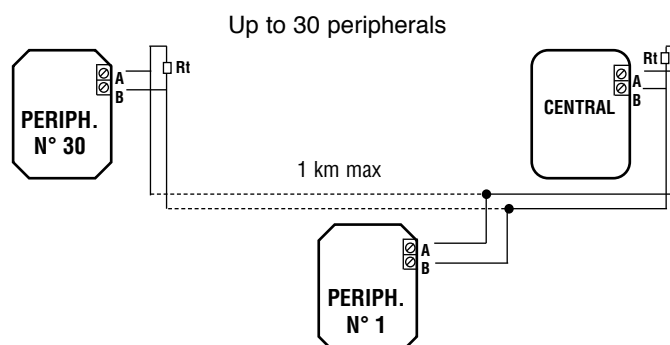 Up to 30 peripherals
Rt
A
B
PERIPH.
N° 30
Rt
A
B
CENTRAL
1 km max
A
B
PERIPH.
N° 1